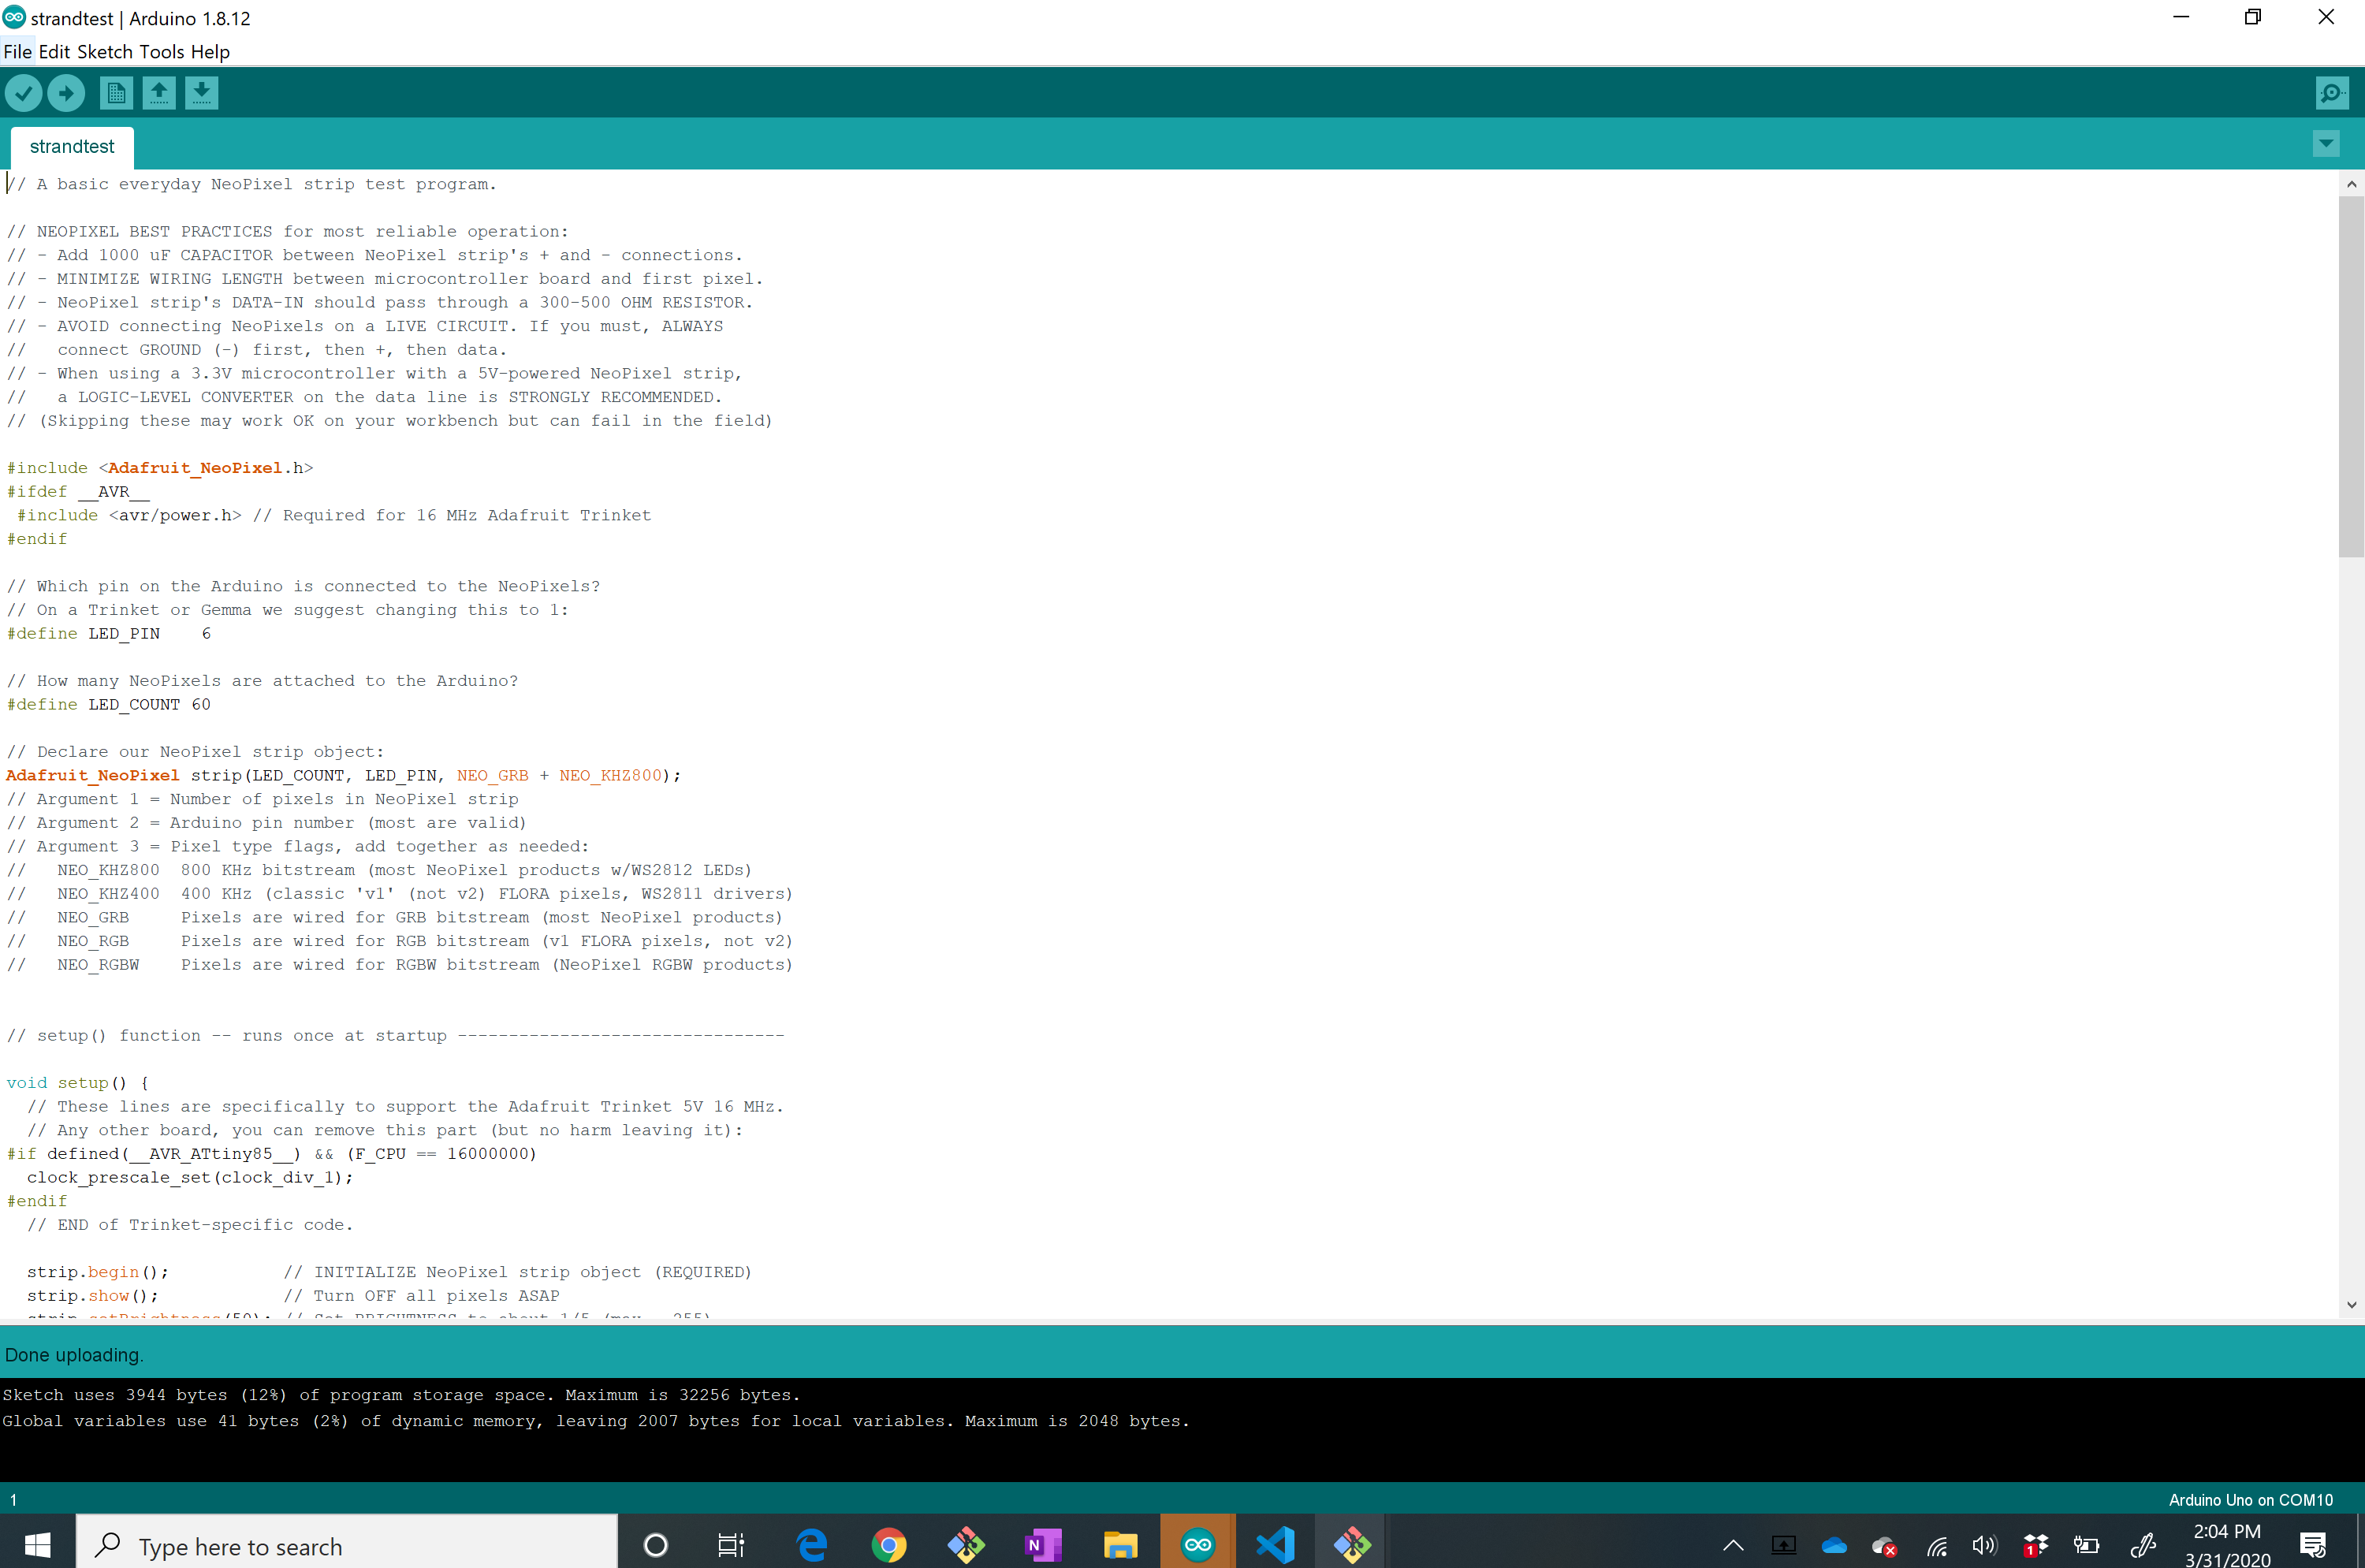 strandtest | Arduino 1.8.12
File Edit Sketch Tools Help
strandtest
// A basic everyday NeoPixel strip test program.
// NEOPIXEL BEST PRACTICES for most reliable operation:
// - Add 1000 uF CAPACITOR between NeoPixel strip's + and - connections.
// - MINIMIZE WIRING LENGTH between microcontroller board and first pixel.
// - NeoPixel strip's DATA-IN should pass through a 300-500 OHM RESISTOR.
// - AVOID connecting NeoPixels on a LIVE CIRCUIT. If you must, ALWAYS
//   connect GROUND (-) first, then +, then data.
// - When using a 3.3V microcontroller with a 5V-powered NeoPixel strip,
//   a LOGIC-LEVEL CONVERTER on the data line is STRONGLY RECOMMENDED.
// (Skipping these may work OK on your workbench but can fail in the field)
#include <Adafruit_NeoPixel.h>
#ifdef __AVR__
 #include <avr/power.h> // Required for 16 MHz Adafruit Trinket
#endif
// Which pin on the Arduino is connected to the NeoPixels?
// On a Trinket or Gemma we suggest changing this to 1:
#define LED_PIN    6
// How many NeoPixels are attached to the Arduino?
#define LED_COUNT 60
// Declare our NeoPixel strip object:
Adafruit_NeoPixel strip(LED_COUNT, LED_PIN, NEO_GRB + NEO_KHZ800);
// Argument 1 = Number of pixels in NeoPixel strip
// Argument 2 = Arduino pin number (most are valid)
// Argument 3 = Pixel type flags, add together as needed:
//   NEO_KHZ800  800 KHz bitstream (most NeoPixel products w/WS2812 LEDs)
//   NEO_KHZ400  400 KHz (classic 'v1' (not v2) FLORA pixels, WS2811 drivers)
//   NEO_GRB     Pixels are wired for GRB bitstream (most NeoPixel products)
//   NEO_RGB     Pixels are wired for RGB bitstream (v1 FLORA pixels, not v2)
//   NEO_RGBW    Pixels are wired for RGBW bitstream (NeoPixel RGBW products)
// setup() function -- runs once at startup --------------------------------
void setup() {
  // These lines are specifically to support the Adafruit Trinket 5V 16 MHz.
  // Any other board, you can remove this part (but no harm leaving it):
#if defined(__AVR_ATtiny85__) && (F_CPU == 16000000)
  clock_prescale_set(clock_div_1);
#endif
  // END of Trinket-specific code.
  strip.begin();           // INITIALIZE NeoPixel strip object (REQUIRED)
  strip.show();            // Turn OFF all pixels ASAP
  strip.setBrightness(50); // Set BRIGHTNESS to about 1/5 (max = 255)
Done uploading.
Sketch uses 3944 bytes (12%) of program storage space. Maximum is 32256 bytes.
Global variables use 41 bytes (2%) of dynamic memory, leaving 2007 bytes for local variables. Maximum is 2048 bytes.
1
Arduino Uno on COM10
Type here to search
N
1
2:04 PM
3/31/2020